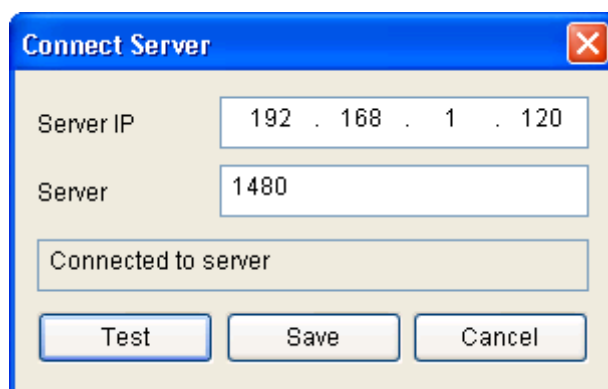 Connect Server
Server IP 192 . 168 . 1 . 120
Server 1480
Connected to server
Test Save Cancel